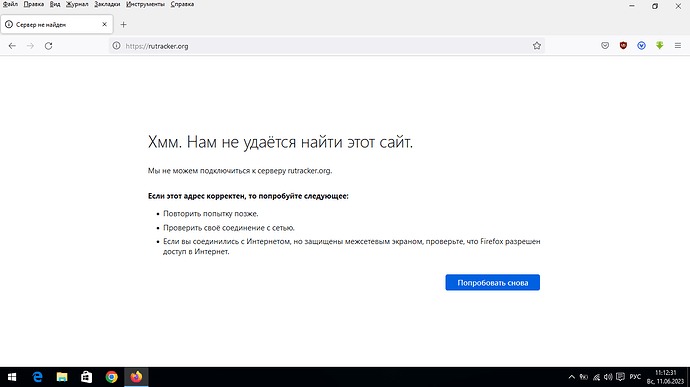 Файл Правка Вид Журнал Закладки Инструменты Справка
Сервер не найден
https://rutracker.org
Хмм. Нам не удаётся найти этот сайт.
Мы не можем подключиться к серверу rutracker.org.
Если этот адрес корректен, то попробуйте следующее:
Повторить попытку позже.
Проверить своё соединение с сетью.
Если вы соединились с Интернетом, но защищены межсетевым экраном, проверьте, что Firefox разрешён
доступ в Интернет.
Попробовать снова
РУС
11:12:31
Вс, 11.06.2023